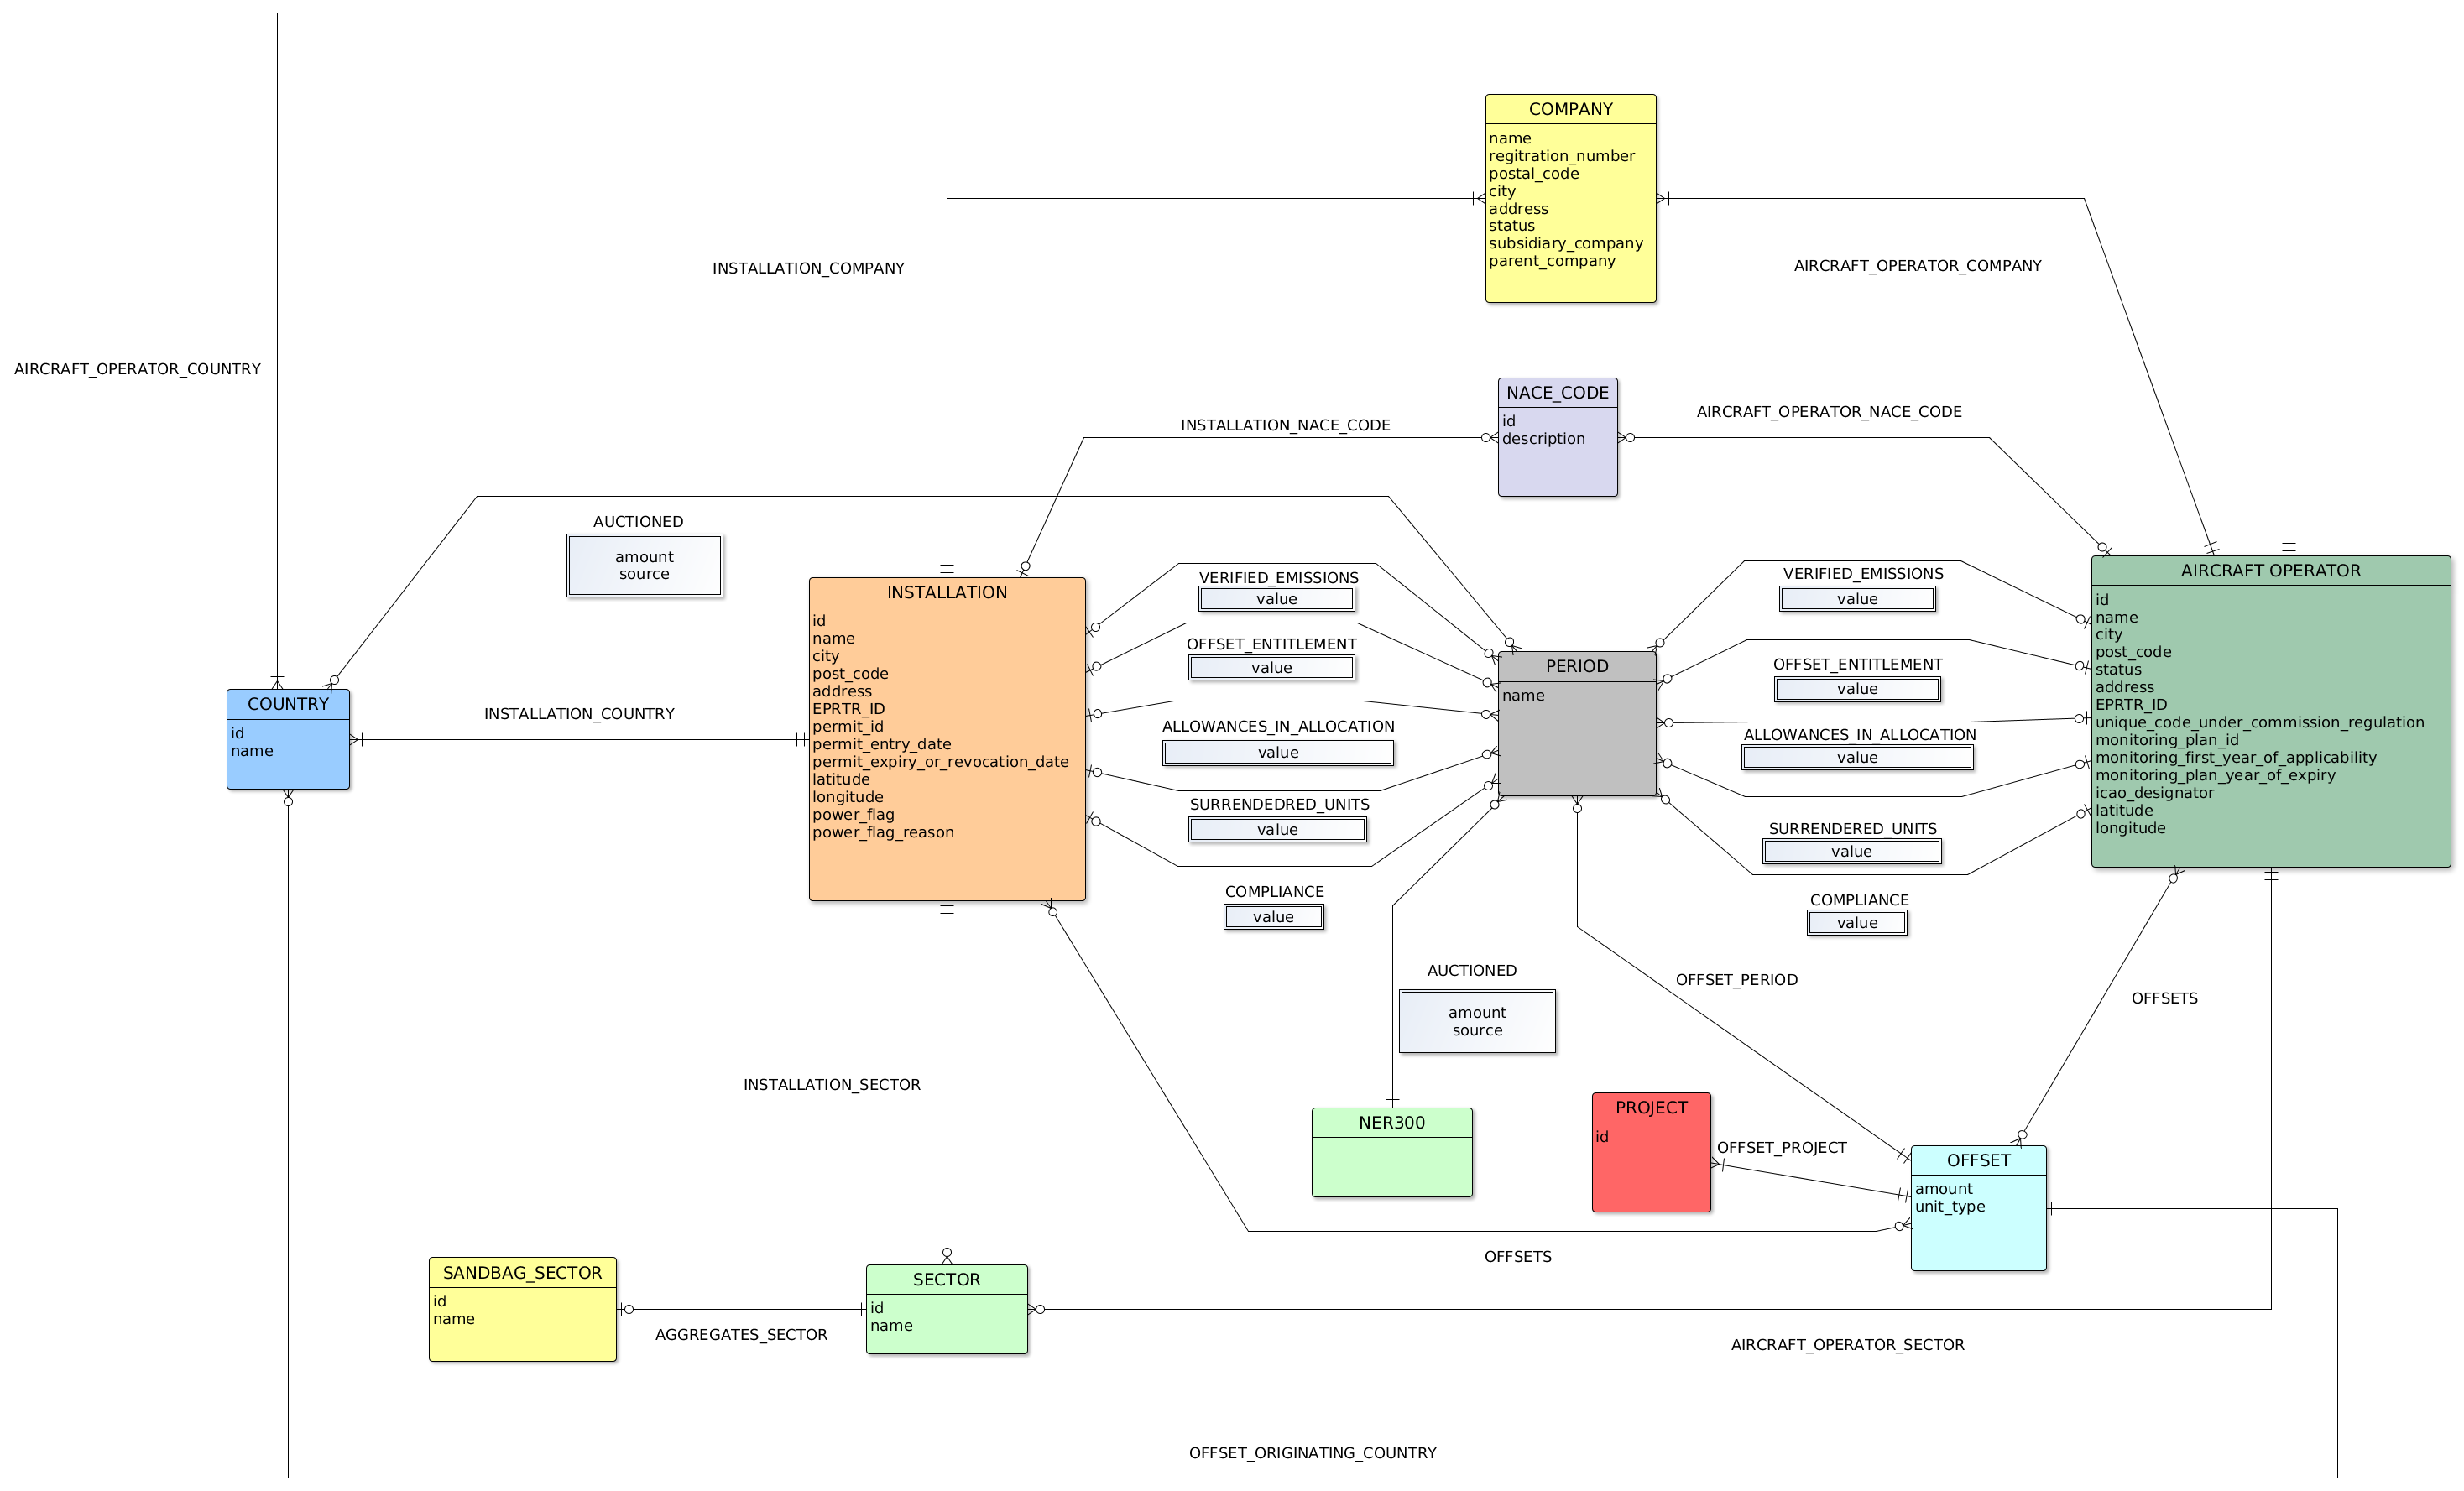 COMPANY
name
regitration_number
postal_code
city
address
status
subsidiary_company
parent_company
INSTALLATION_COMPANY
AIRCRAFT_OPERATOR_COMPANY
AIRCRAFT_OPERATOR_COUNTRY
NACE_CODE
id
description
INSTALLATION_NACE_CODE
AIRCRAFT_OPERATOR_NACE_CODE
AUCTIONED
amount
source
INSTALLATION
id
name
city
post_code
address
EPRTR_ID
permit_id
permit_entry_date
permit_expiry_or_revocation_date
latitude
longitude
power_flag
power_flag_reason
VERIFIED_EMISSIONS
value
OFFSET_ENTITLEMENT
value
ALLOWANCES_IN_ALLOCATION
value
SURRENDEDRED_UNITS
value
COMPLIANCE
value
PERIOD
name
VERIFIED_EMISSIONS
value
OFFSET_ENTITLEMENT
value
ALLOWANCES_IN_ALLOCATION
value
SURRENDERED_UNITS
value
COMPLIANCE
value
AIRCRAFT OPERATOR
id
name
city
post_code
status
address
EPRTR_ID
unique_code_under_commission_regulation
monitoring_plan_id
monitoring_first_year_of_applicability
monitoring_plan_year_of_expiry
icao_designator
latitude
longitude
COUNTRY
id
name
INSTALLATION_COUNTRY
AUCTIONED
amount
source
OFFSET_PERIOD
OFFSETS
INSTALLATION_SECTOR
NER300
PROJECT
id
OFFSET_PROJECT
OFFSET
amount
unit_type
OFFSETS
SANDBAG_SECTOR
id
name
AGGREGATES_SECTOR
SECTOR
id
name
AIRCRAFT_OPERATOR_SECTOR
OFFSET_ORIGINATING_COUNTRY